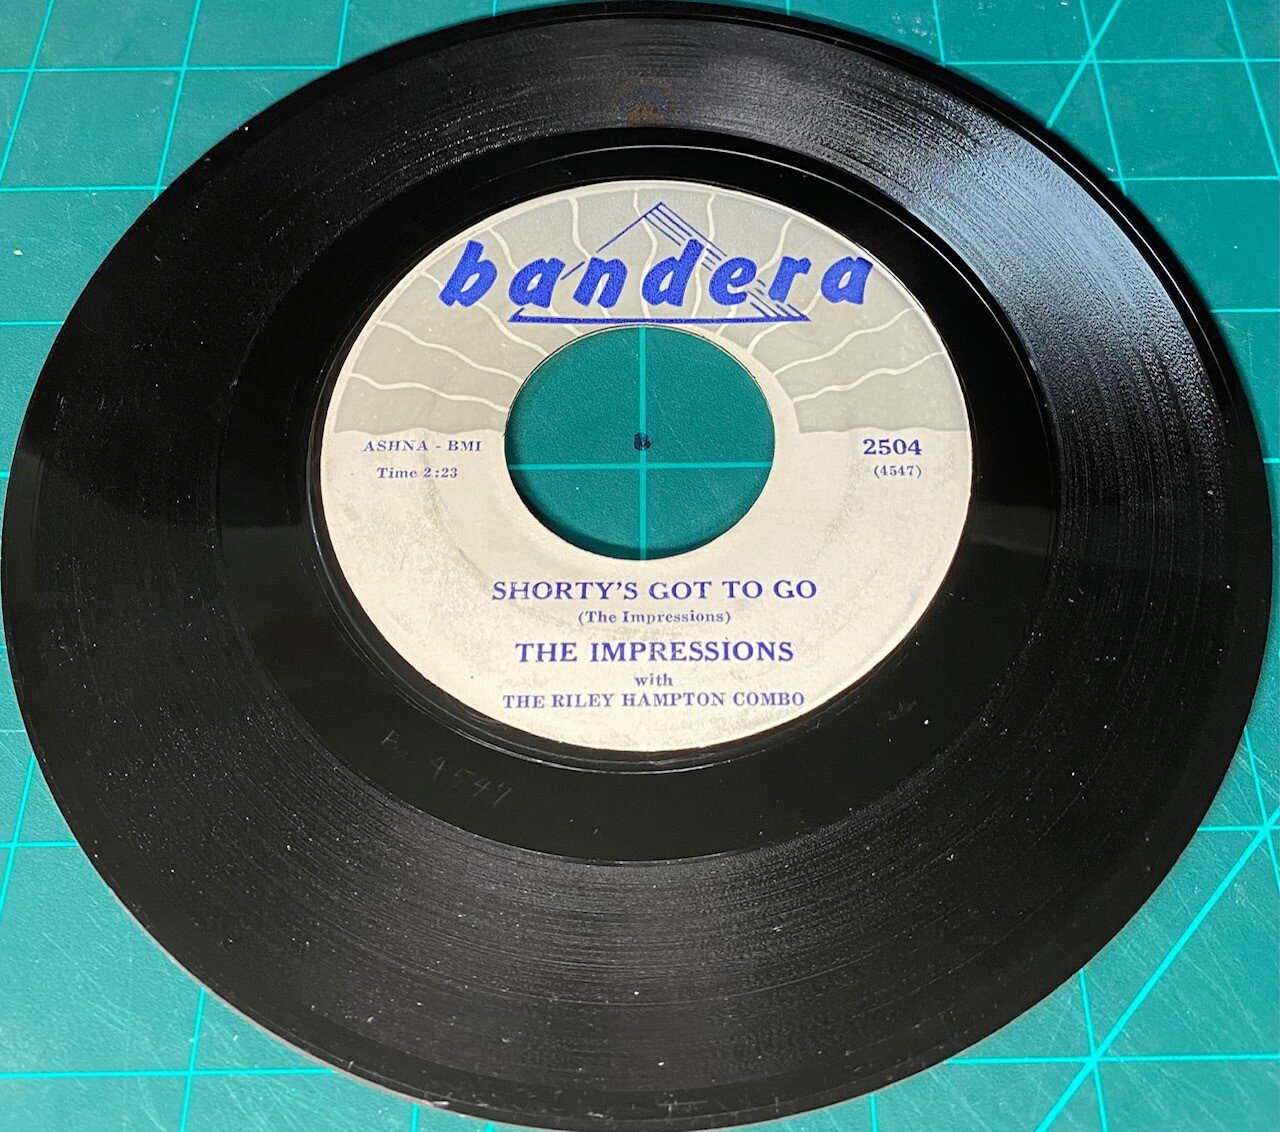 bandera
ASHNA - BMI
Time 2:23
2504
(4547)
SHORTY'S GOT TO GO
(The Impressions)
THE IMPRESSIONS
with
THE RILEY HAMPTON COMBO
4547